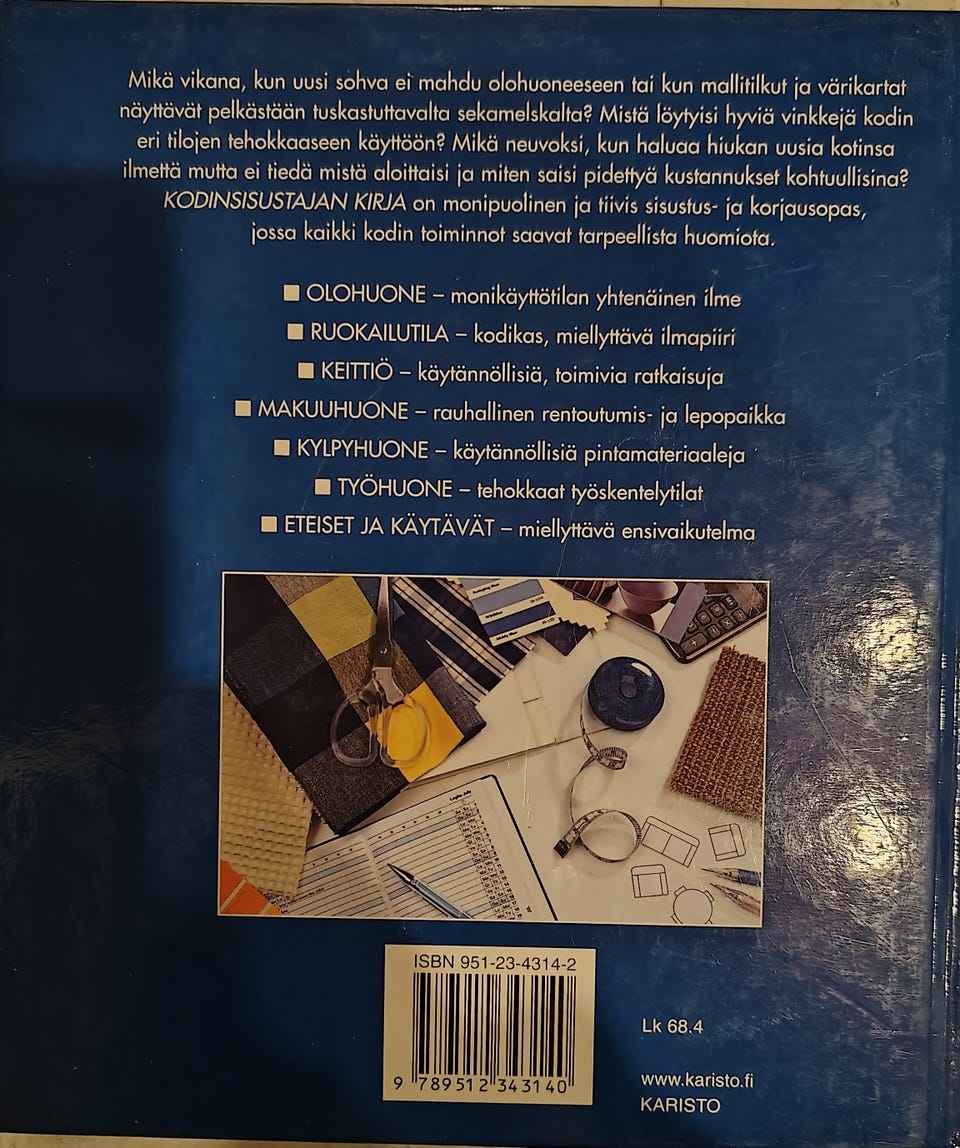 Mikä vikana, kun uusi sohva ei mahdu olohuoneeseen tai kun mallitilkut ja värikartat
näyttävät pelkästään tuskastuttavalta sekamelskalta? Mistä löytyisi hyviä vinkkejä kodin
eri tilojen tehokkaaseen käyttöön? Mikä neuvoksi, kun haluaa hiukan uusia kotinsa
ilmettä mutta ei tiedä mistä aloittaisi ja miten saisi pidettyä kustannukset kohtuullisina?
KODINSISUSTAJAN KIRJA on monipuolinen ja tiivis sisustus- ja korjausopas,
jossa kaikki kodin toiminnot saavat tarpeellista huomiota.
■ OLOHUONE – monikäyttötilan yhtenäinen ilme
■ RUOKAILUTILA – kodikas, miellyttävä ilmapiiri
■ KEITTIÖ – käytännöllisiä, toimivia ratkaisuja
■ MAKUUHUONE – rauhallinen rentoutumis- ja lepopaikka
■ KYLPYHUONE – käytännöllisiä pintamateriaaleja
■ TYÖHUONE – tehokkaat työskentelytilat
■ ETEISET JA KÄYTÄVÄT – miellyttävä ensivaikutelma
ISBN 951-23-4314-2
9 789512 343140
Lk 68.4
www.karisto.fi
KARISTO